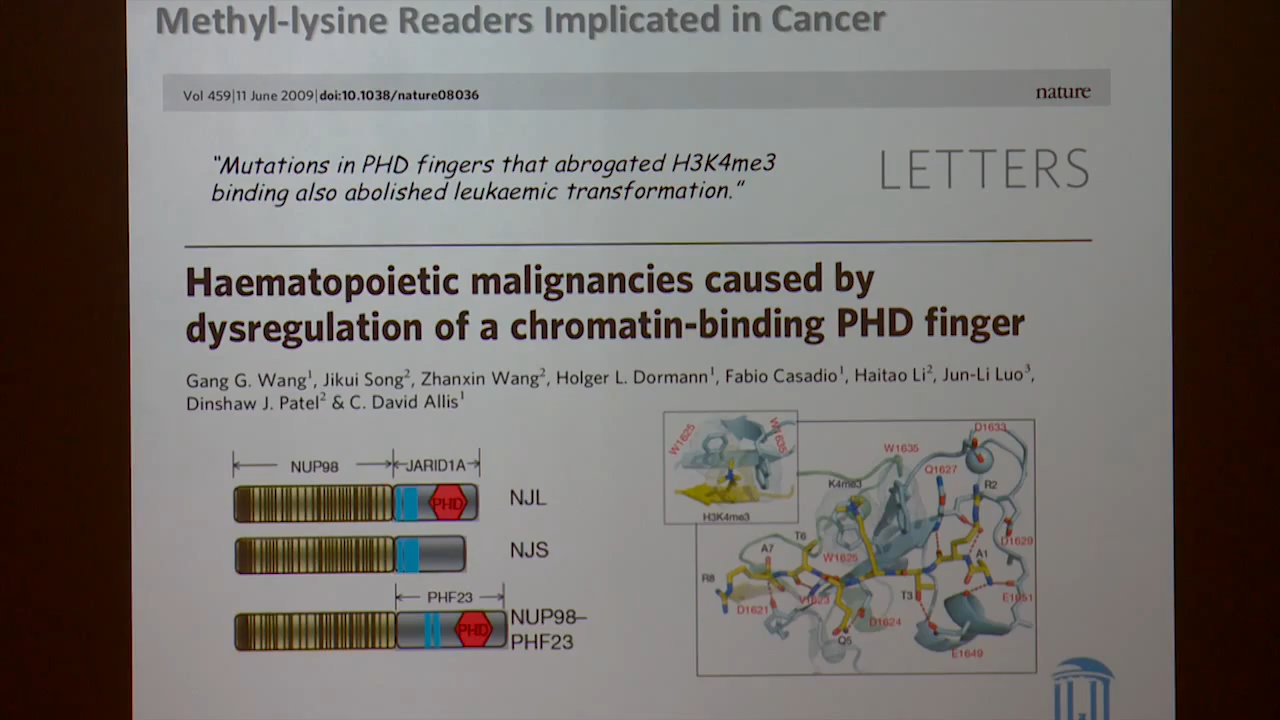 Methyl-lysine Readers Implicated in Cancer
Vol 459|11 June 2009|doi:10.1038/nature08036
nature
"Mutations in PHD fingers that abrogated H3K4me3
binding also abolished leukaemic transformation."
LETTERS
Haematopoietic malignancies caused by
dysregulation of a chromatin-binding PHD finger
Gang G. Wang¹, Jikui Song², Zhanxin Wang², Holger L. Dormann¹, Fabio Casadio¹, Haitao Li², Jun-Li Luo³,
Dinshaw J. Patel² & C. David Allis¹
NUP98
JARID1A
PHD
NJL
NJS
PHF23
PHD
NUP98–
PHF23
W1625
W1635
H3K4me3
D1633
W1635
Q1627
K4me3
R2
D1629
T6
A7
W1625
A1
R8
E1651
D1621
V1623
T3
D1624
Q5
E1649